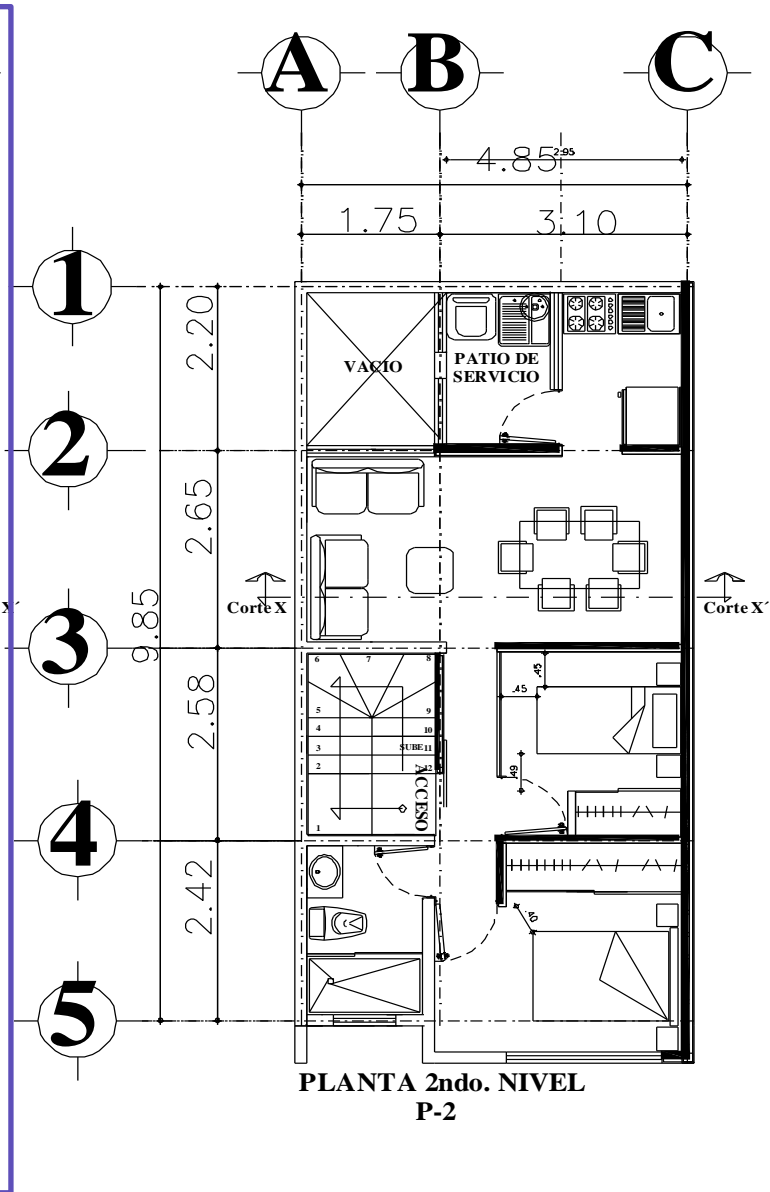 A B C
4.85
2.95
1.75
3.10
1
2.20
VACIO
PATIO DE
SERVICIO
2
2.65
X´
Corte X
Corte X´
9.85
3
6 7 8
.45
.45
2.58
5 9
4 10
3 SUBE 11
.49
2 12
ACCESO
1
4
2.42
.40
5
PLANTA 2ndo. NIVEL
P-2